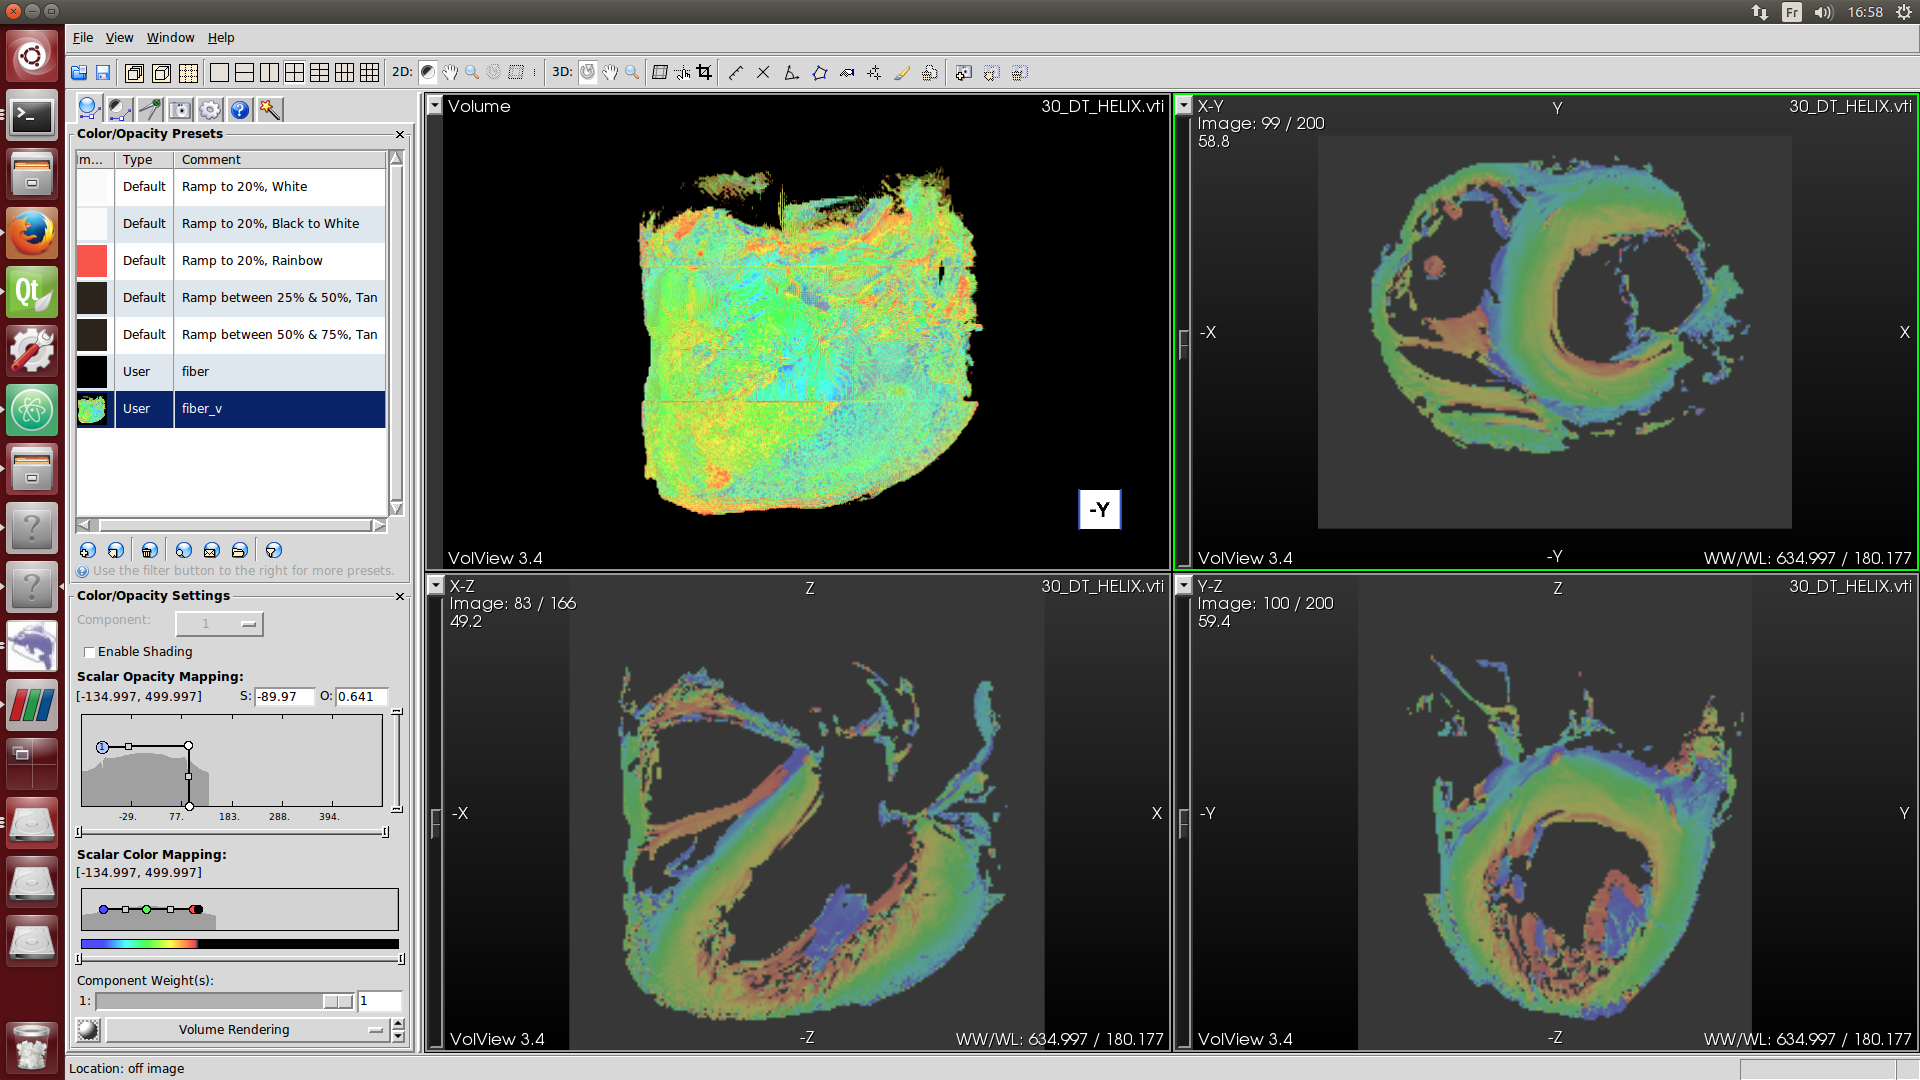 Fr
16:58
File View Window Help
2D:
3D:
Color/Opacity Presets
Im... Type Comment
Default Ramp to 20%, White
Default Ramp to 20%, Black to White
Default Ramp to 20%, Rainbow
Default Ramp between 25% & 50%, Tan
Default Ramp between 50% & 75%, Tan
User fiber
User fiber_v
Use the filter button to the right for more presets.
Color/Opacity Settings
Component: 1
Enable Shading
Scalar Opacity Mapping:
[-134.997, 499.997] S: -89.97 O: 0.641
1
-29. 77. 183. 288. 394.
Scalar Color Mapping:
[-134.997, 499.997]
Component Weight(s):
1: 1
Volume Rendering
Location: off image
Qt
Volume
30_DT_HELIX.vti
-Y
VolView 3.4
X-Y
Y
30_DT_HELIX.vti
Image: 99 / 200
58.8
-X
X
VolView 3.4
-Y
WW/WL: 634.997 / 180.177
X-Z
Z
30_DT_HELIX.vti
Image: 83 / 166
49.2
-X
X
VolView 3.4
-Z
WW/WL: 634.997 / 180.177
Y-Z
Z
30_DT_HELIX.vti
Image: 100 / 200
59.4
-Y
Y
VolView 3.4
-Z
WW/WL: 634.997 / 180.177